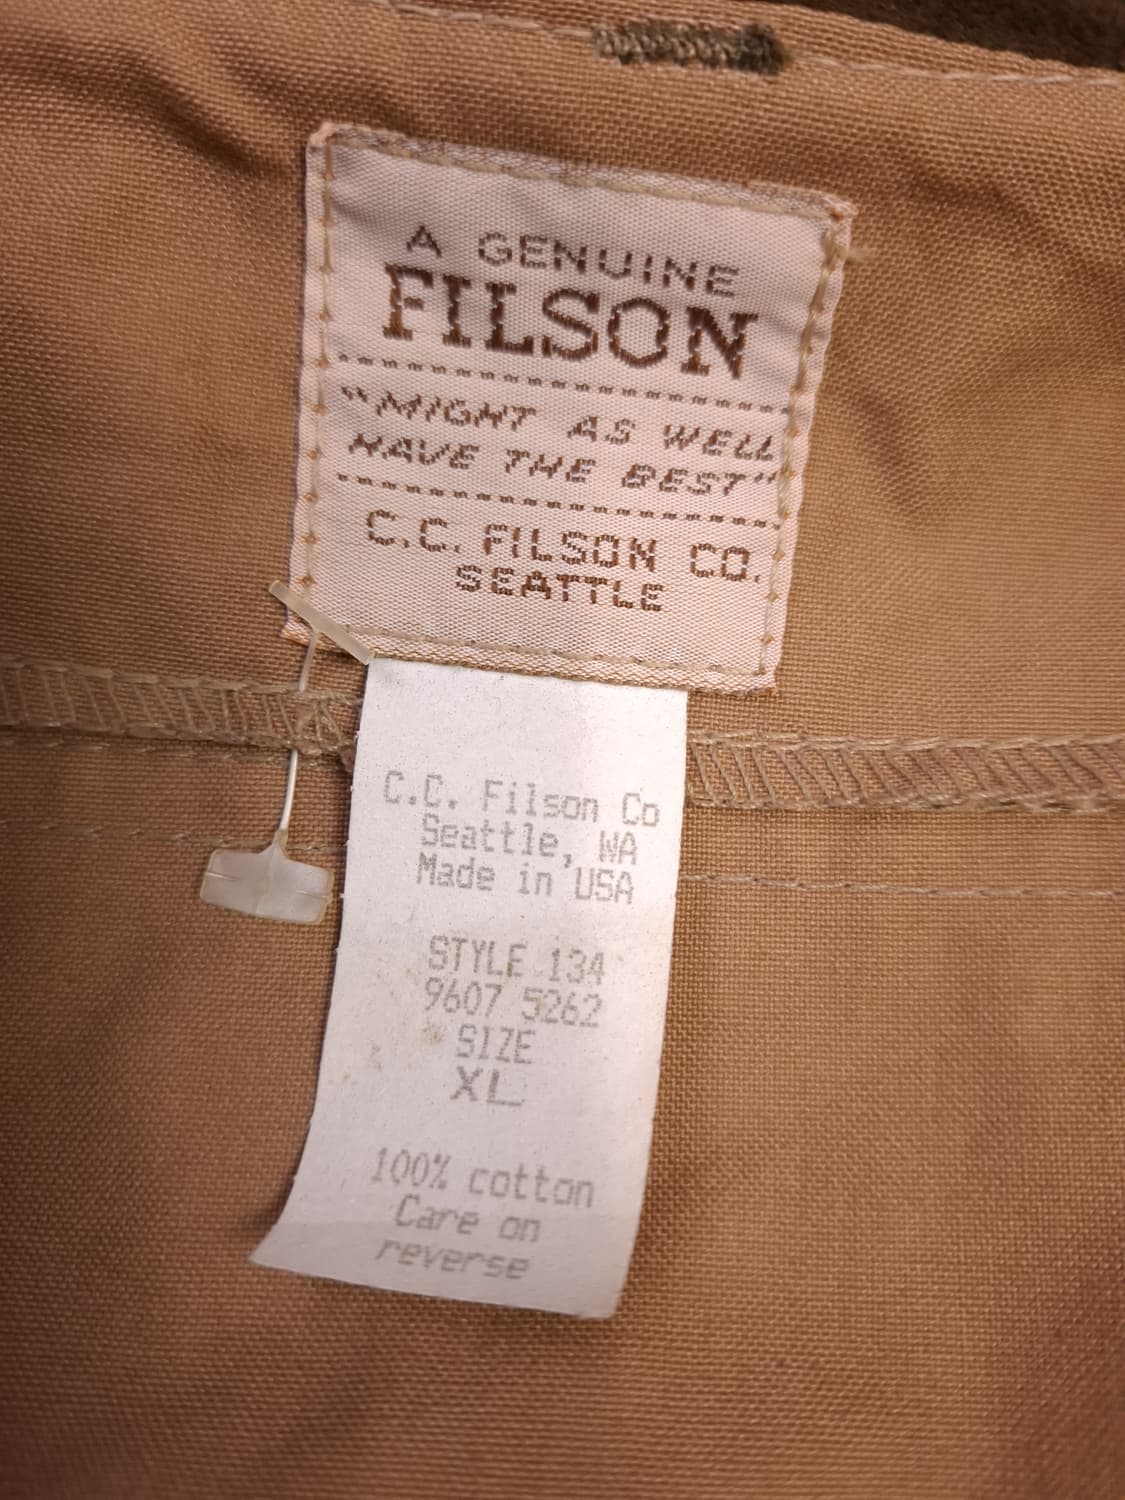 A GENUINE
FILSON
"MIGHT AS WELL
HAVE THE BEST"
C.C. FILSON CO.
SEATTLE
C.C. Filson Co
Seattle, WA
Made in USA
STYLE 134
9607 5262
SIZE
XL
100% cotton
Care on
reverse